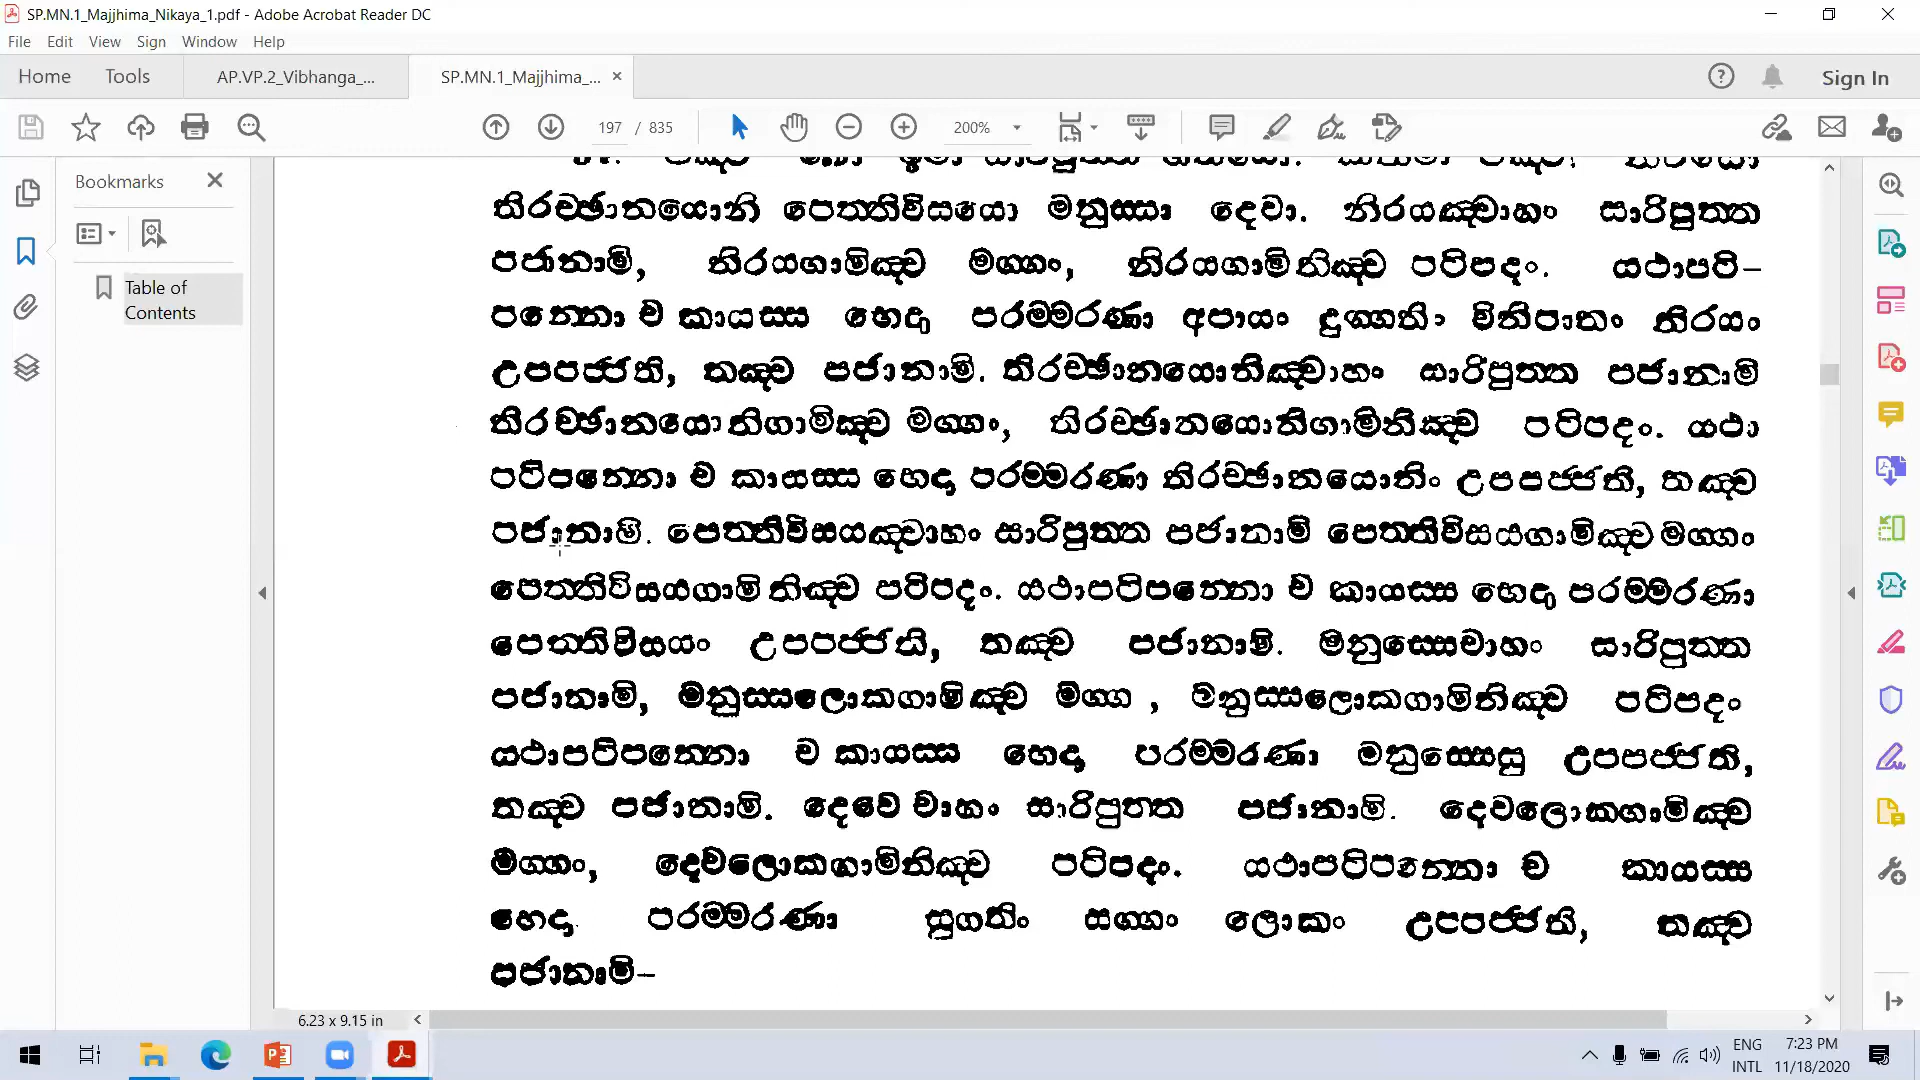 SP.MN.1_Majjhima_Nikaya_1.pdf - Adobe Acrobat Reader DC
File Edit View Sign Window Help
Home Tools AP.VP.2_Vibhanga_... SP.MN.1_Majjhima_... × Sign In
197 / 835 200%
Bookmarks
Table of
Contents
තිරච්ඡානයොනි පෙත්තිවිසයො මනුස්සා දෙවා. නිරයඤ්චාහං සාරිපුත්ත
පජානාමි, නිරයගාමිඤ්ච මග්ගං, නිරයගාමිනිඤ්ච පටිපදං. යථාපටි–
පන්නො ච කායස්ස භෙදා පරම්මරණා අපායං දුග්ගතිං විනිපාතං නිරයං
උපපජ්ජති, තඤ්ච පජානාමි. තිරච්ඡානයොනිඤ්චාහං සාරිපුත්ත පජානාමි
තිරච්ඡානයොනිගාමිඤ්ච මග්ගං, තිරච්ඡානයොනිගාමිනිඤ්ච පටිපදං. යථා
පටිපන්නො ච කායස්ස භෙදා පරම්මරණා තිරච්ඡානයොනිං උපපජ්ජති, තඤ්ච
පජානාමි. පෙත්තිවිසයඤ්චාහං සාරිපුත්ත පජානාමි පෙත්තිවිසයගාමිඤ්ච මග්ගං
පෙත්තිවිසයගාමිනිඤ්ච පටිපදං. යථාපටිපන්නො ච කායස්ස භෙදා පරම්මරණා
පෙත්තිවිසයං උපපජ්ජති, තඤ්ච පජානාමි. මනුස්සෙචාහං සාරිපුත්ත
පජානාමි, මනුස්සලොකගාමිඤ්ච මග්ග , මනුස්සලොකගාමිනිඤ්ච පටිපදං
යථාපටිපන්නො ච කායස්ස භෙදා පරම්මරණා මනුස්සෙසු උපපජ්ජති,
තඤ්ච පජානාමි. දෙවෙ චාහං සාරිපුත්ත පජානාමි. දෙවලොකගාමිඤ්ච
මග්ගං, දෙවලොකගාමිනිඤ්ච පටිපදං. යථාපටිපන්නො ච කායස්ස
භෙදා පරම්මරණා සුගතිං සග්ගං ලොකං උපපජ්ජති, තඤ්ච
පජානාමි–
6.23 x 9.15 in
ENG 7:23 PM
INTL 11/18/2020